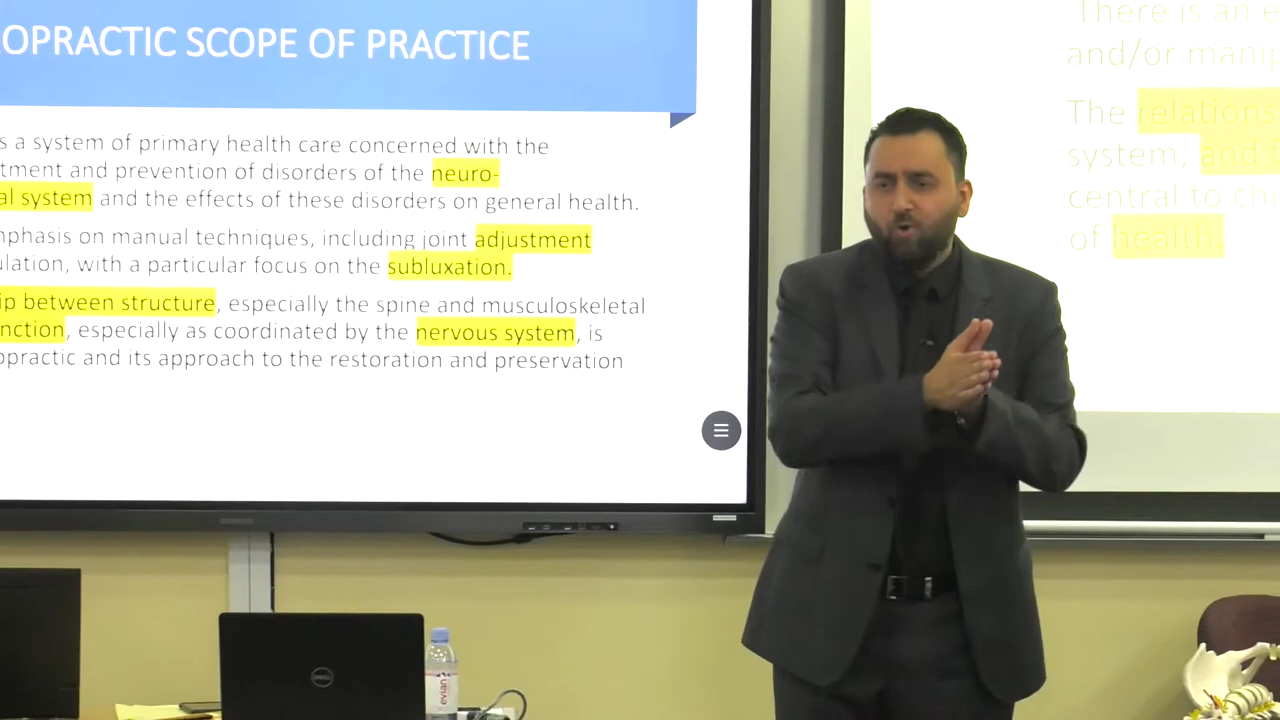 OPRACTIC SCOPE OF PRACTICE
s a system of primary health care concerned with the
tment and prevention of disorders of the neuro-
al system and the effects of these disorders on general health.
mphasis on manual techniques, including joint adjustment
ulation, with a particular focus on the subluxation.
ip between structure, especially the spine and musculoskeletal
nction, especially as coordinated by the nervous system, is
opractic and its approach to the restoration and preservation
There is an e
and/or manip
The relations
system, and f
central to chi
of health.
DELL
evian